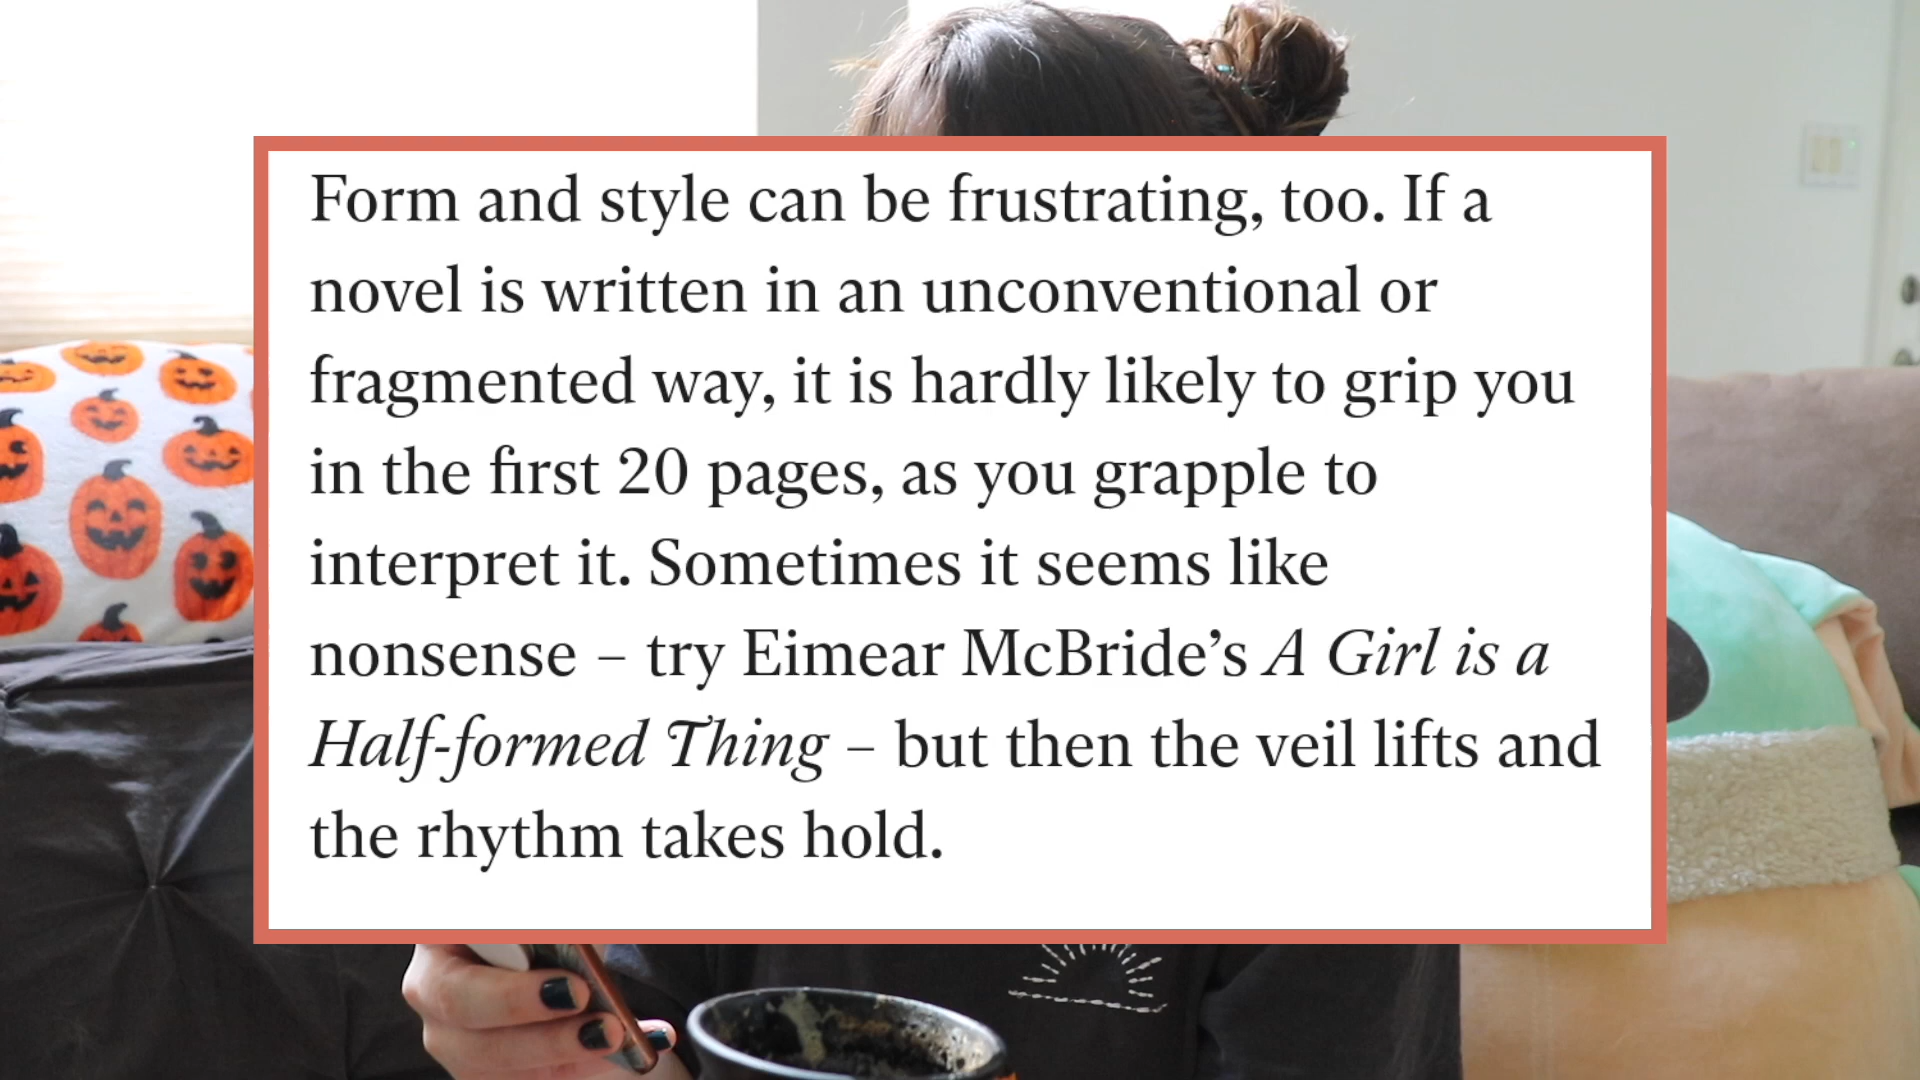 Form and style can be frustrating, too. If a
novel is written in an unconventional or
fragmented way, it is hardly likely to grip you
in the first 20 pages, as you grapple to
interpret it. Sometimes it seems like
nonsense – try Eimear McBride’s A Girl is a
Half-formed Thing – but then the veil lifts and
the rhythm takes hold.